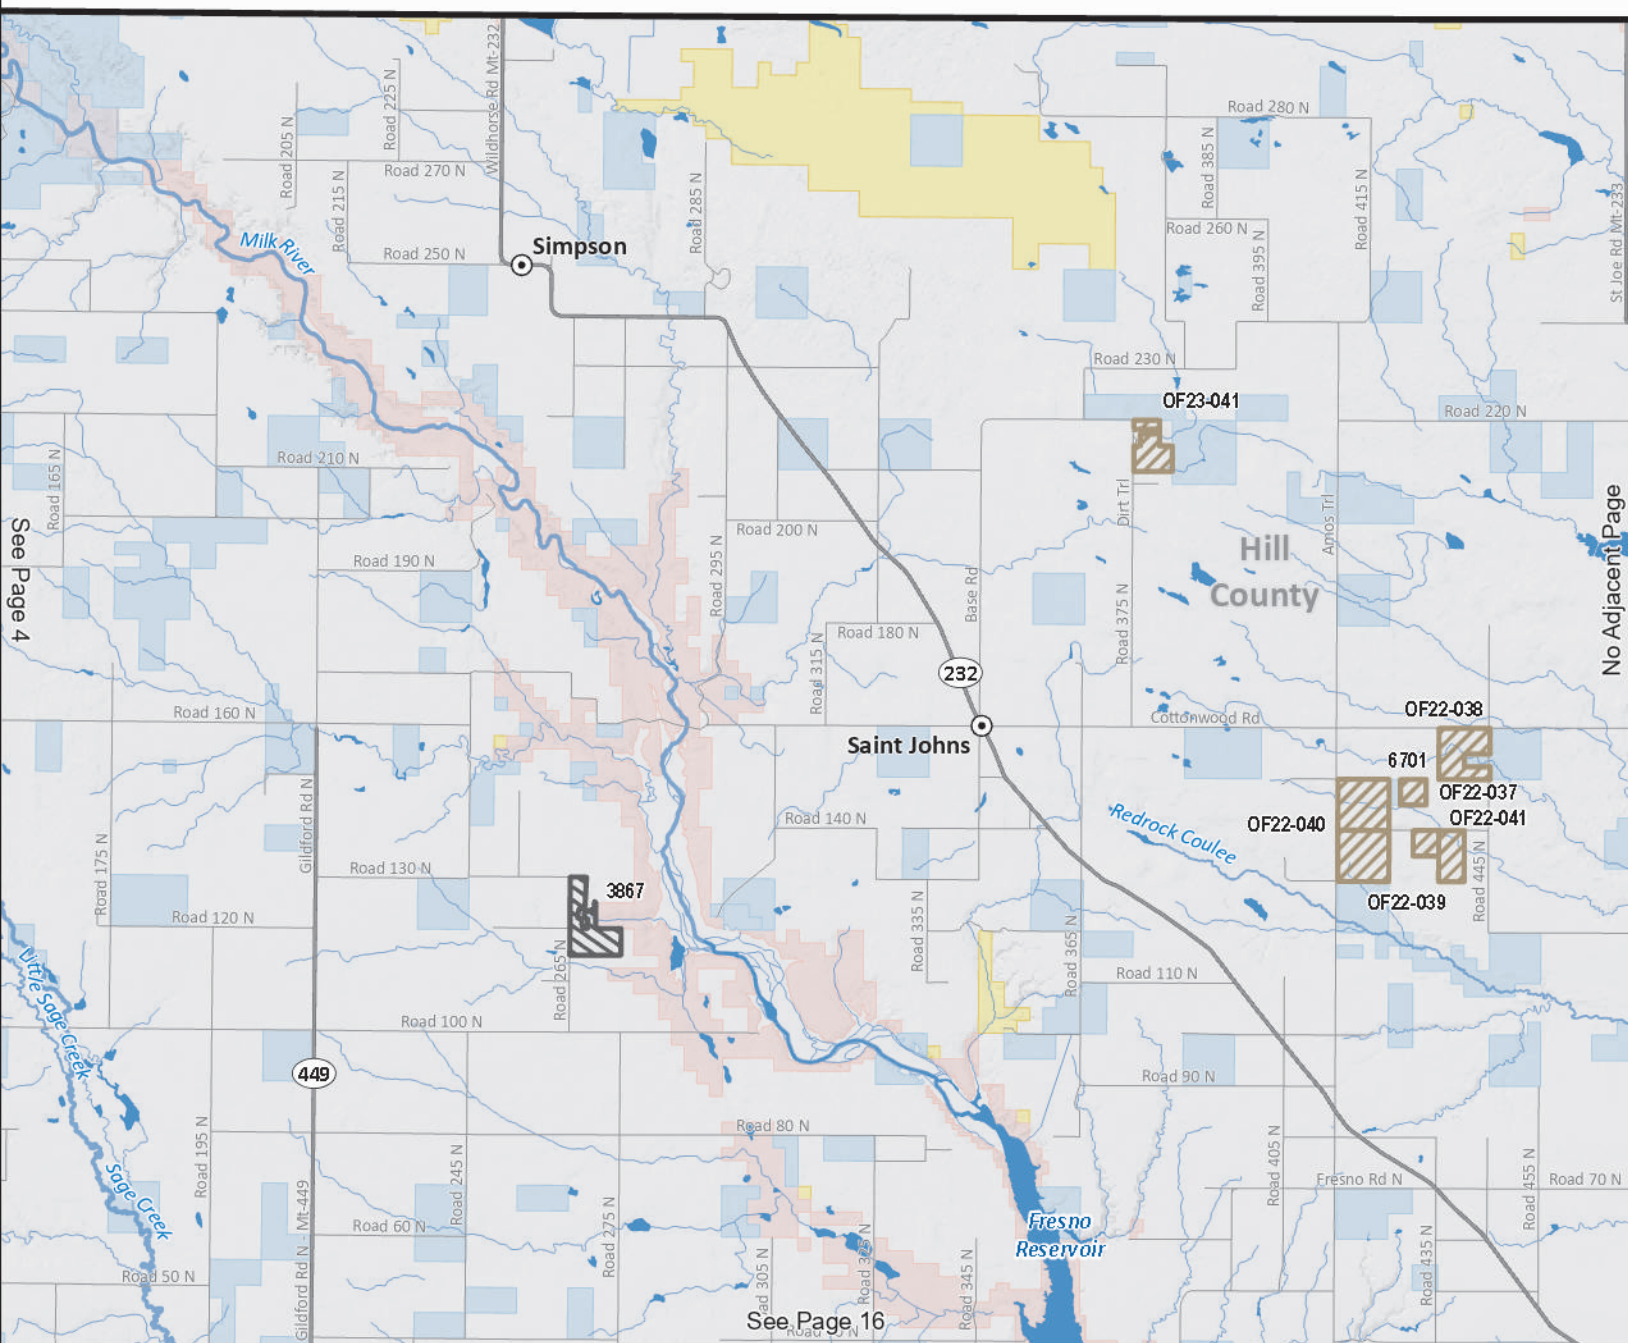 Wildhorse Rd Mt-232
Road 225 N
Road 205 N
Road 280 N
Road 385 N
Road 270 N
Road 215 N
Road 285 N
Road 415 N
St Joe Rd Mt-233
Road 260 N
Road 395 N
Milk River
Simpson
Road 250 N
Road 230 N
OF23-041
Road 220 N
Road 210 N
Road 165 N
Dirt Trl
Amos Trl
Road 200 N
See Page 4
No Adjacent Page
Hill
County
Road 190 N
Road 295 N
Base Rd
Road 375 N
Road 180 N
Road 315 N
232
Road 160 N
Cottonwood Rd
OF22-038
Saint Johns
6701
OF22-037
Gildford Rd N
Road 140 N
Redrock Coulee
OF22-040
OF22-041
Road 175 N
Road 130 N
3867
Road 445 N
OF22-039
Road 120 N
Road 335 N
Road 365 N
Road 265 N
Little Sage Creek
Road 110 N
Road 100 N
449
Road 90 N
Road 80 N
Road 195 N
Road 245 N
Road 405 N
Road 455 N
Fresno Rd N
Road 70 N
Sage Creek
Gildford Rd N - Mt-449
Road 60 N
Road 275 N
Fresno
Reservoir
Road 305 N
Road 325 N
Road 345 N
Road 435 N
Road 50 N
See Page 16